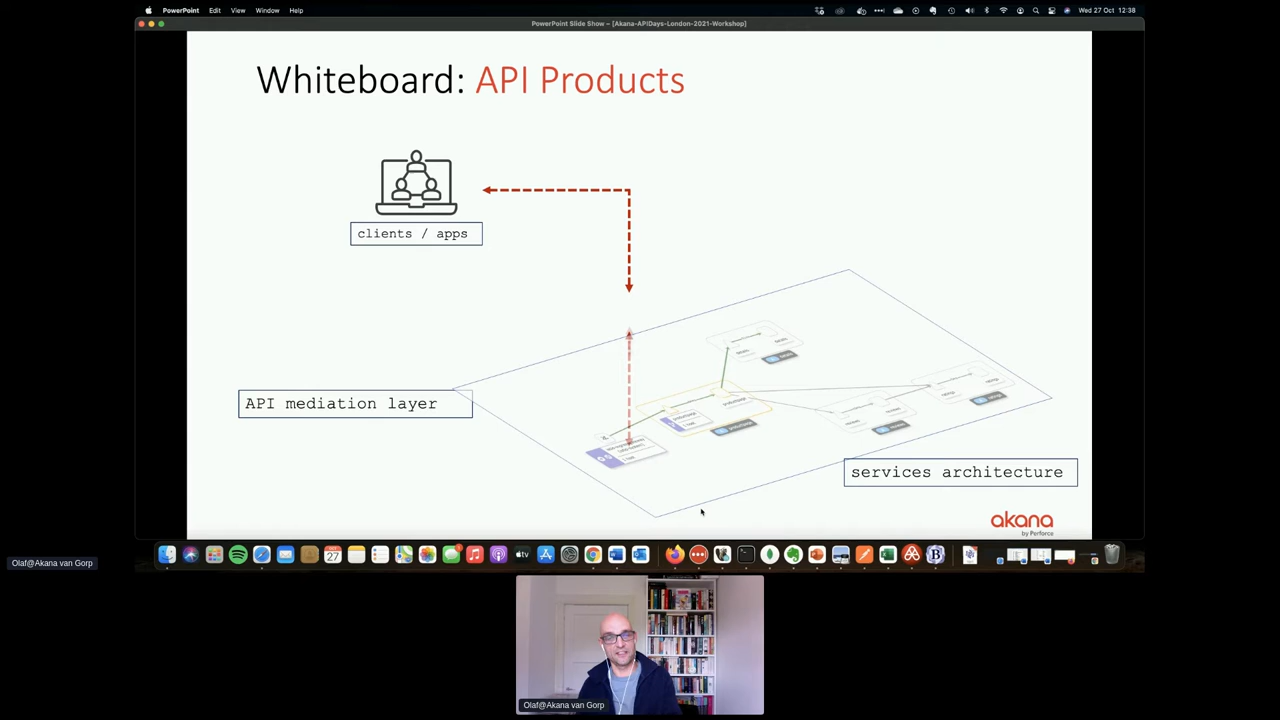 PowerPoint Edit View Window Help
Wed 27 Oct 12:38
PowerPoint Slide Show – [Akana-APIDays-London-2021-Workshop]
Whiteboard: API Products
clients / apps
API mediation layer
services architecture
akana
by Perforce
27
tv
Olaf@Akana van Gorp
Olaf@Akana van Gorp